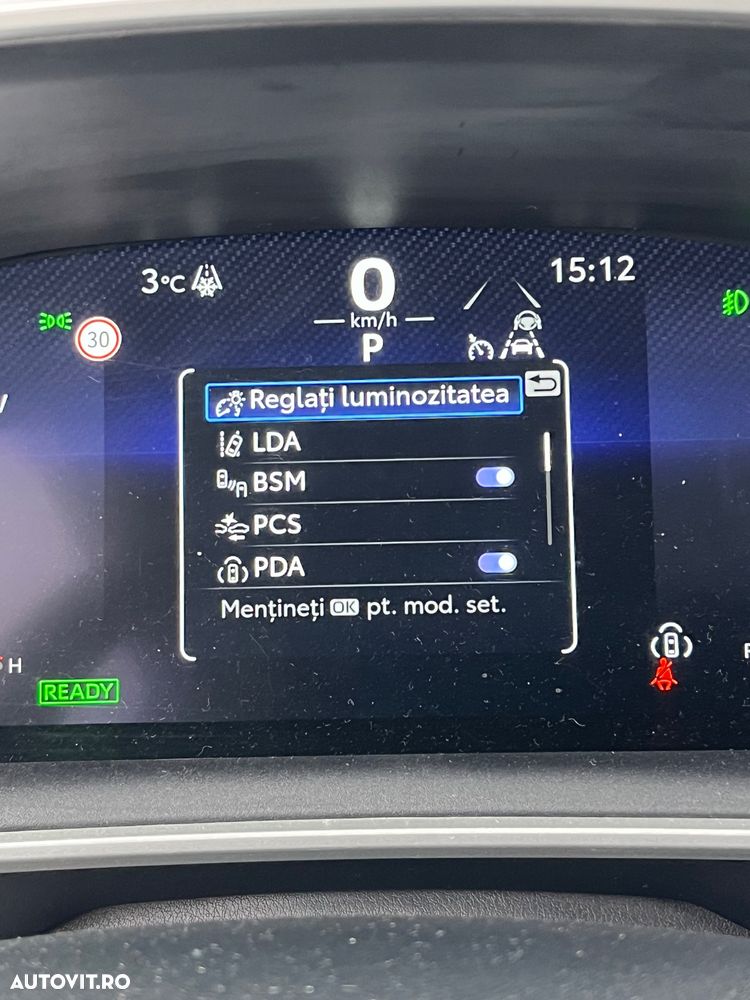 3°C
0
15:12
30
km/h
P
Reglați luminozitatea
LDA
BSM
PCS
PDA
Mențineți OK pt. mod. set.
H
READY
AUTOVIT.RO